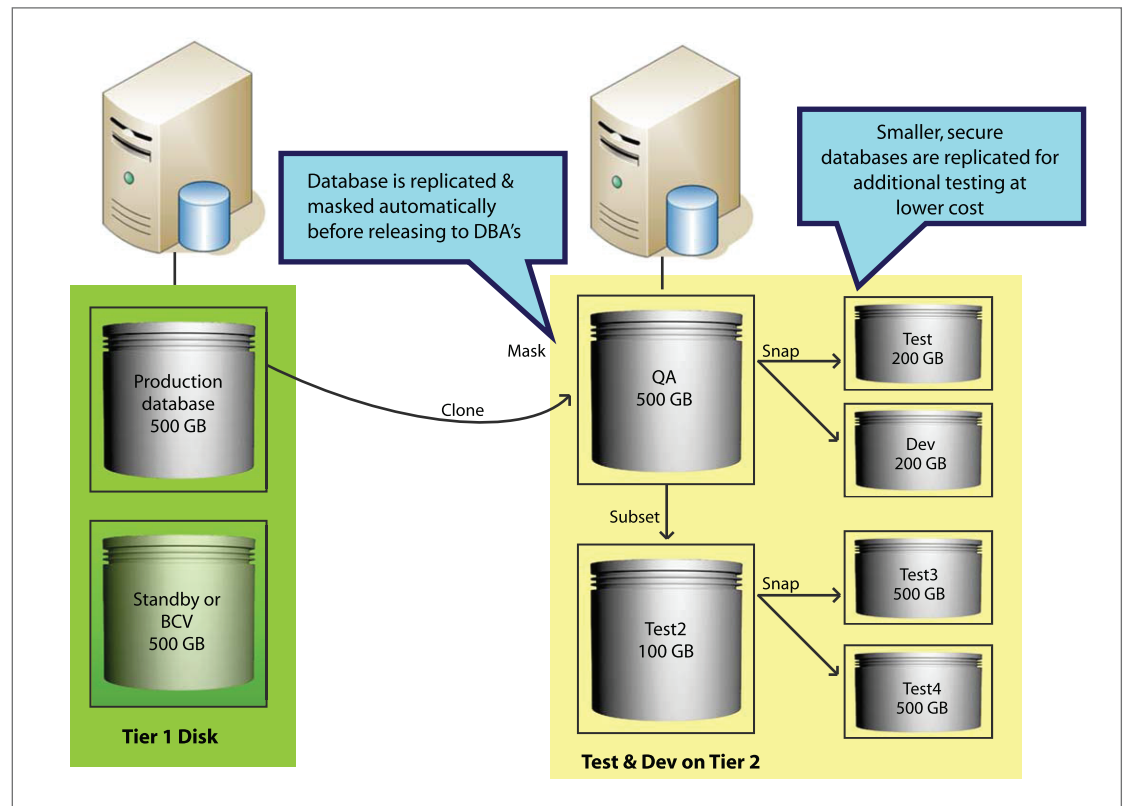 Database is replicated &
masked automatically
before releasing to DBA's
Smaller, secure
databases are replicated for
additional testing at
lower cost
Production
database
500 GB
Clone
Mask
QA
500 GB
Snap
Test
200 GB
Dev
200 GB
Subset
Standby or
BCV
500 GB
Test2
100 GB
Snap
Test3
500 GB
Test4
500 GB
Tier 1 Disk
Test & Dev on Tier 2